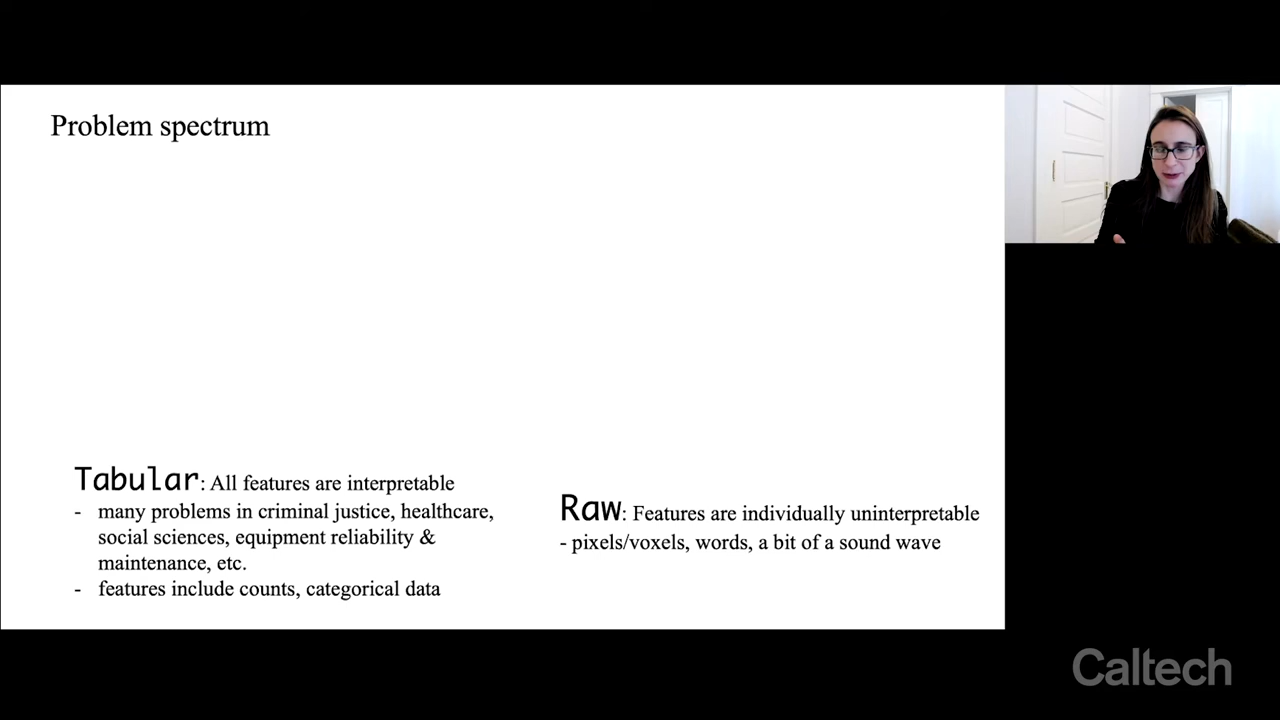 Problem spectrum
Tabular: All features are interpretable
- many problems in criminal justice, healthcare,
social sciences, equipment reliability &
maintenance, etc.
- features include counts, categorical data
Raw: Features are individually uninterpretable
- pixels/voxels, words, a bit of a sound wave
Caltech